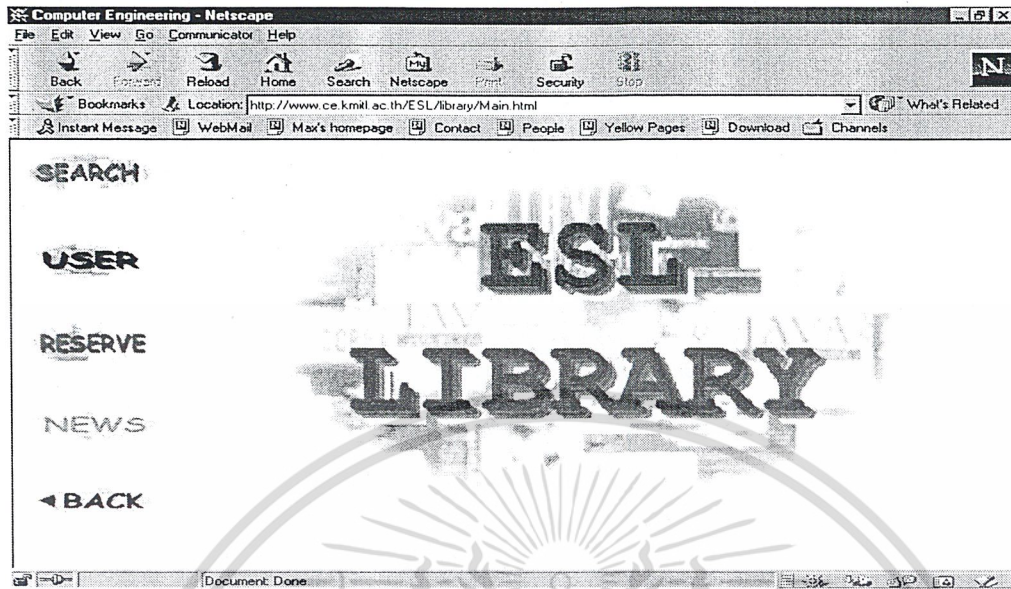 Computer Engineering - Netscape
File Edit View Go Communicator Help
Back Forward Reload Home Search Netscape Print Security Stop
Bookmarks Location: http://www.ce.kmitl.ac.th/ESL/library/Main.html What's Related
Instant Message WebMail Max's homepage Contact People Yellow Pages Download Channels
SEARCH
USER
RESERVE
NEWS
◄ BACK
ESL
LIBRARY
Document: Done